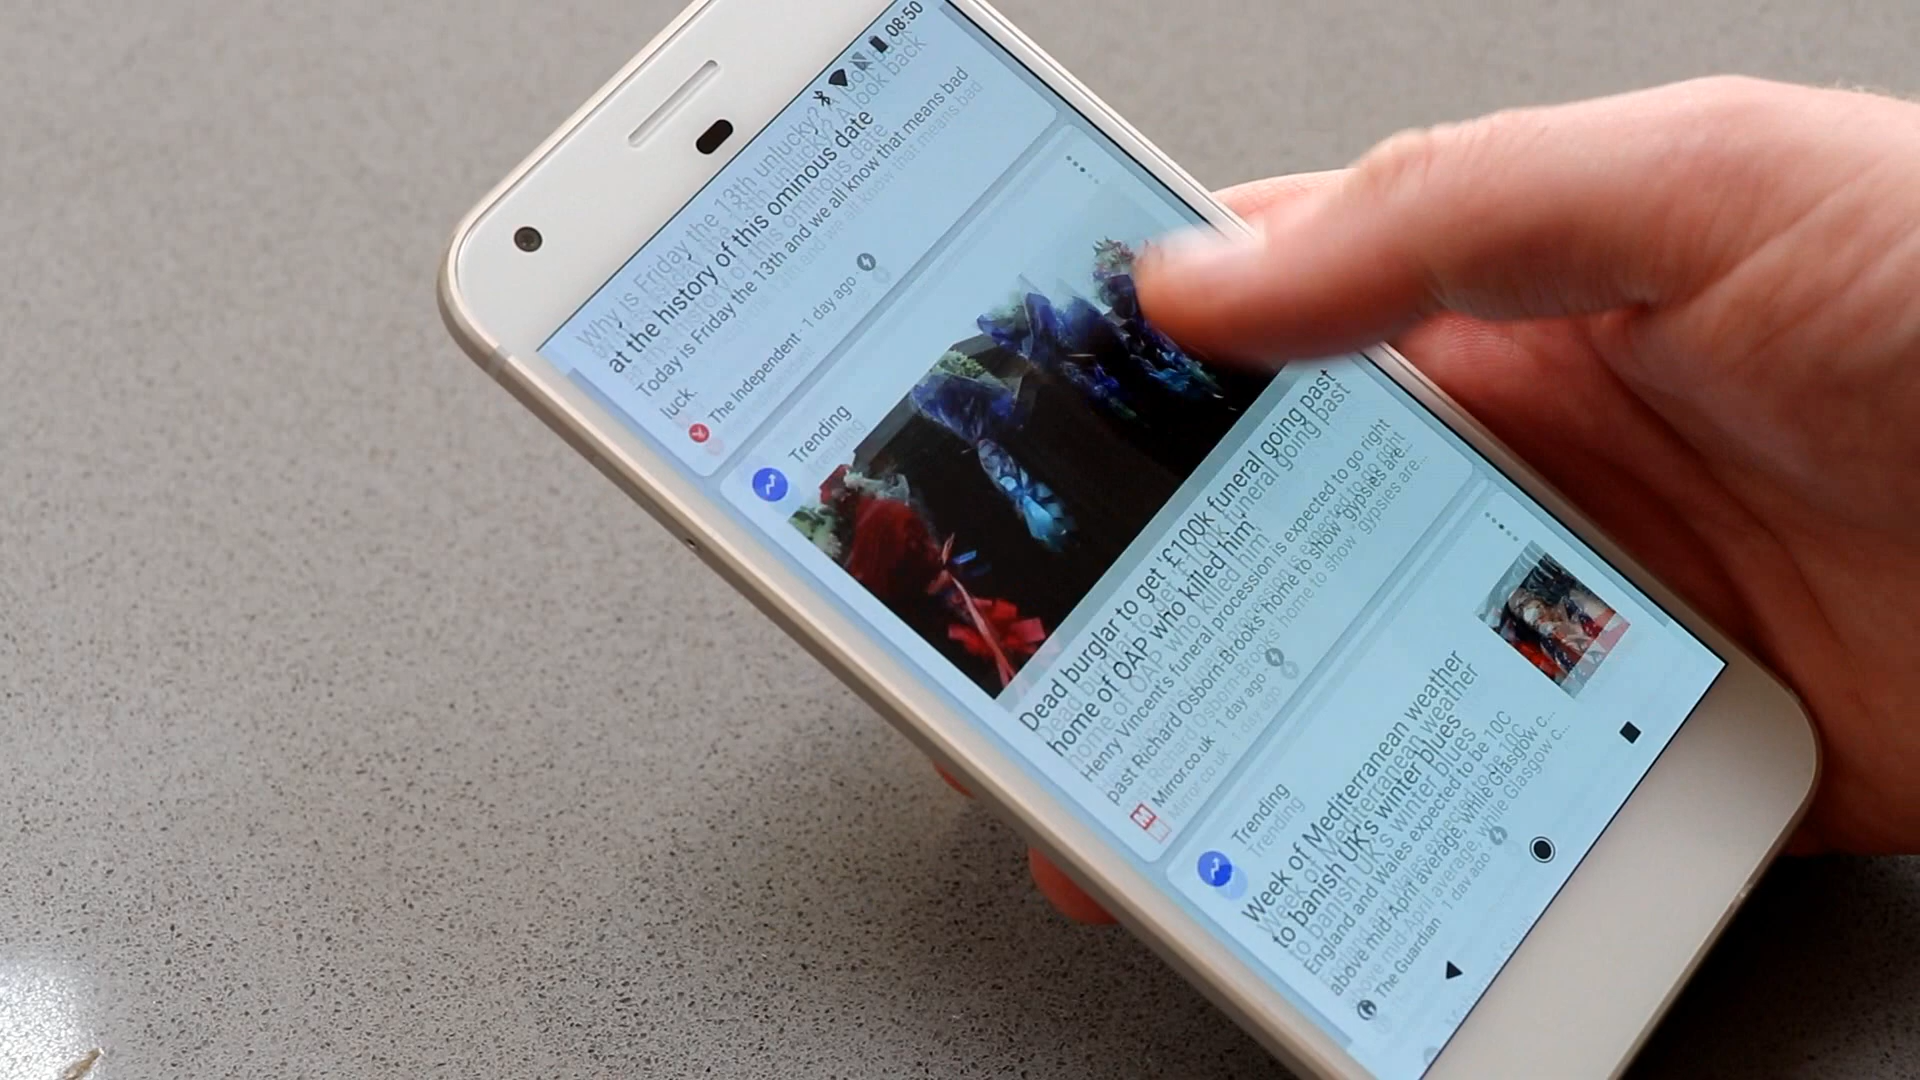 08:50
Why is Friday the 13th unlucky? A look back
at the history of this ominous date
Today is Friday the 13th and we all know that means bad
luck.
The Independent · 1 day ago
Trending
Dead burglar to get £100k funeral going past
home of OAP who killed him
Henry Vincent's funeral procession is expected to go right
past Richard Osborn-Brooks' home to show 'gypsies are...
Mirror.co.uk · 1 day ago
Trending
Week of Mediterranean weather
to banish UK's winter blues
England and Wales expected to be 10C
above mid-April average, while Glasgow c...
The Guardian · 1 day ago